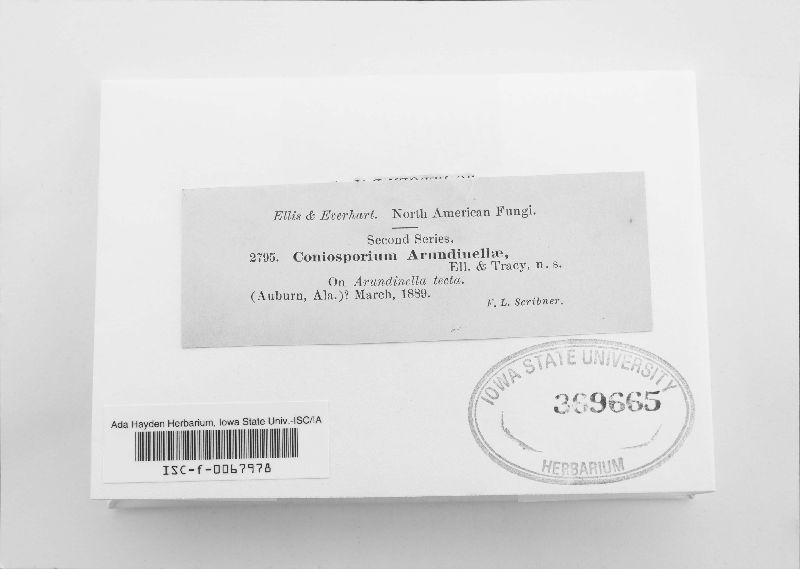 Ellis & Everhart. North American Fungi.
Second Series.
2795. Coniosporium Arundinellæ,
Ell. & Tracy, n. s.
On Arundinella tecta.
(Auburn, Ala.)? March, 1889.
F. L. Scribner.
IOWA STATE UNIVERSITY
369665
HERBARIUM
Ada Hayden Herbarium, Iowa State Univ.-ISC/IA
ISC-f-0067978